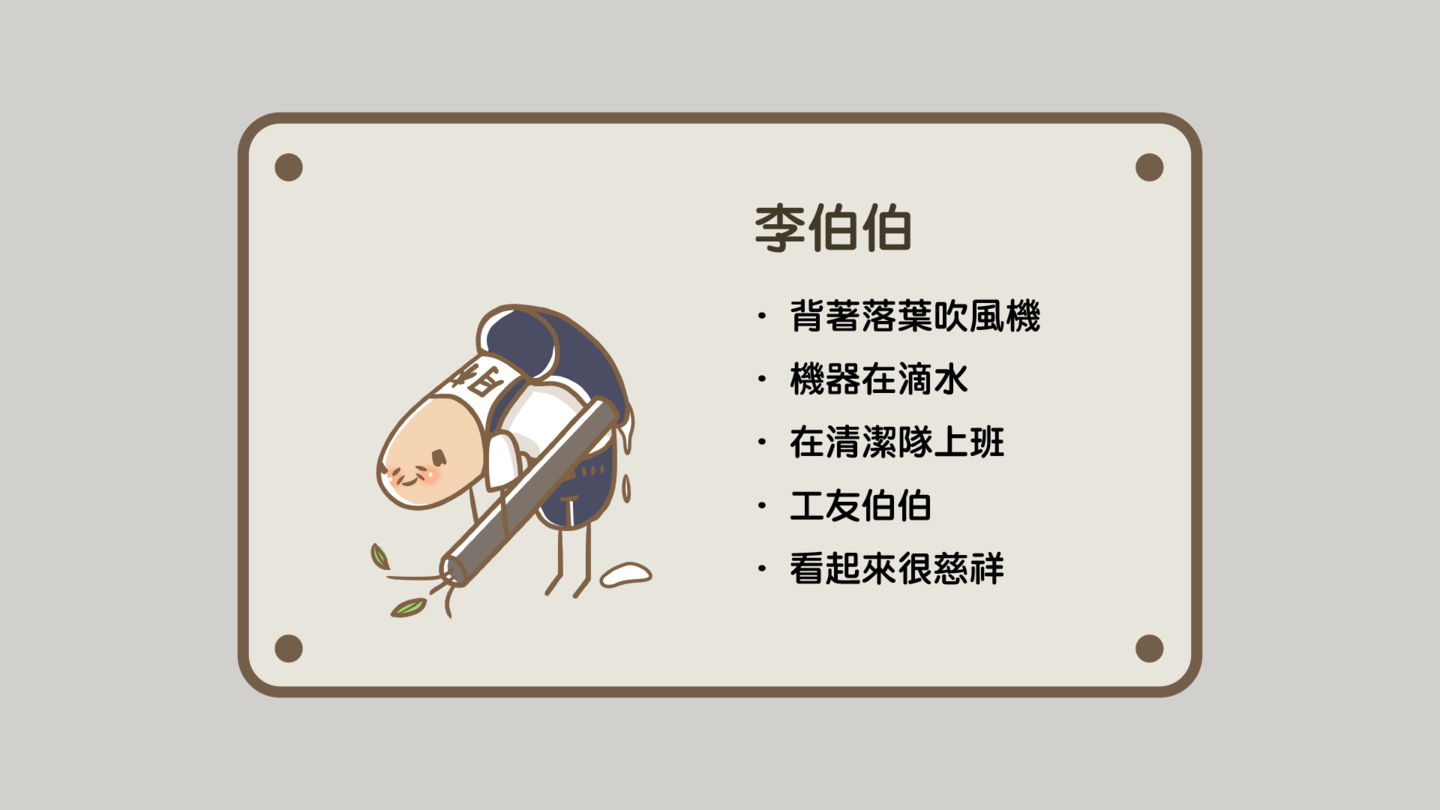 李伯伯
· 背著落葉吹風機
· 機器在滴水
· 在清潔隊上班
· 工友伯伯
· 看起來很慈祥